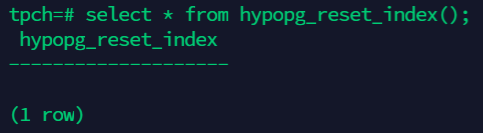 tpch=# select * from hypopg_reset_index();
 hypopg_reset_index
--------------------

(1 row)